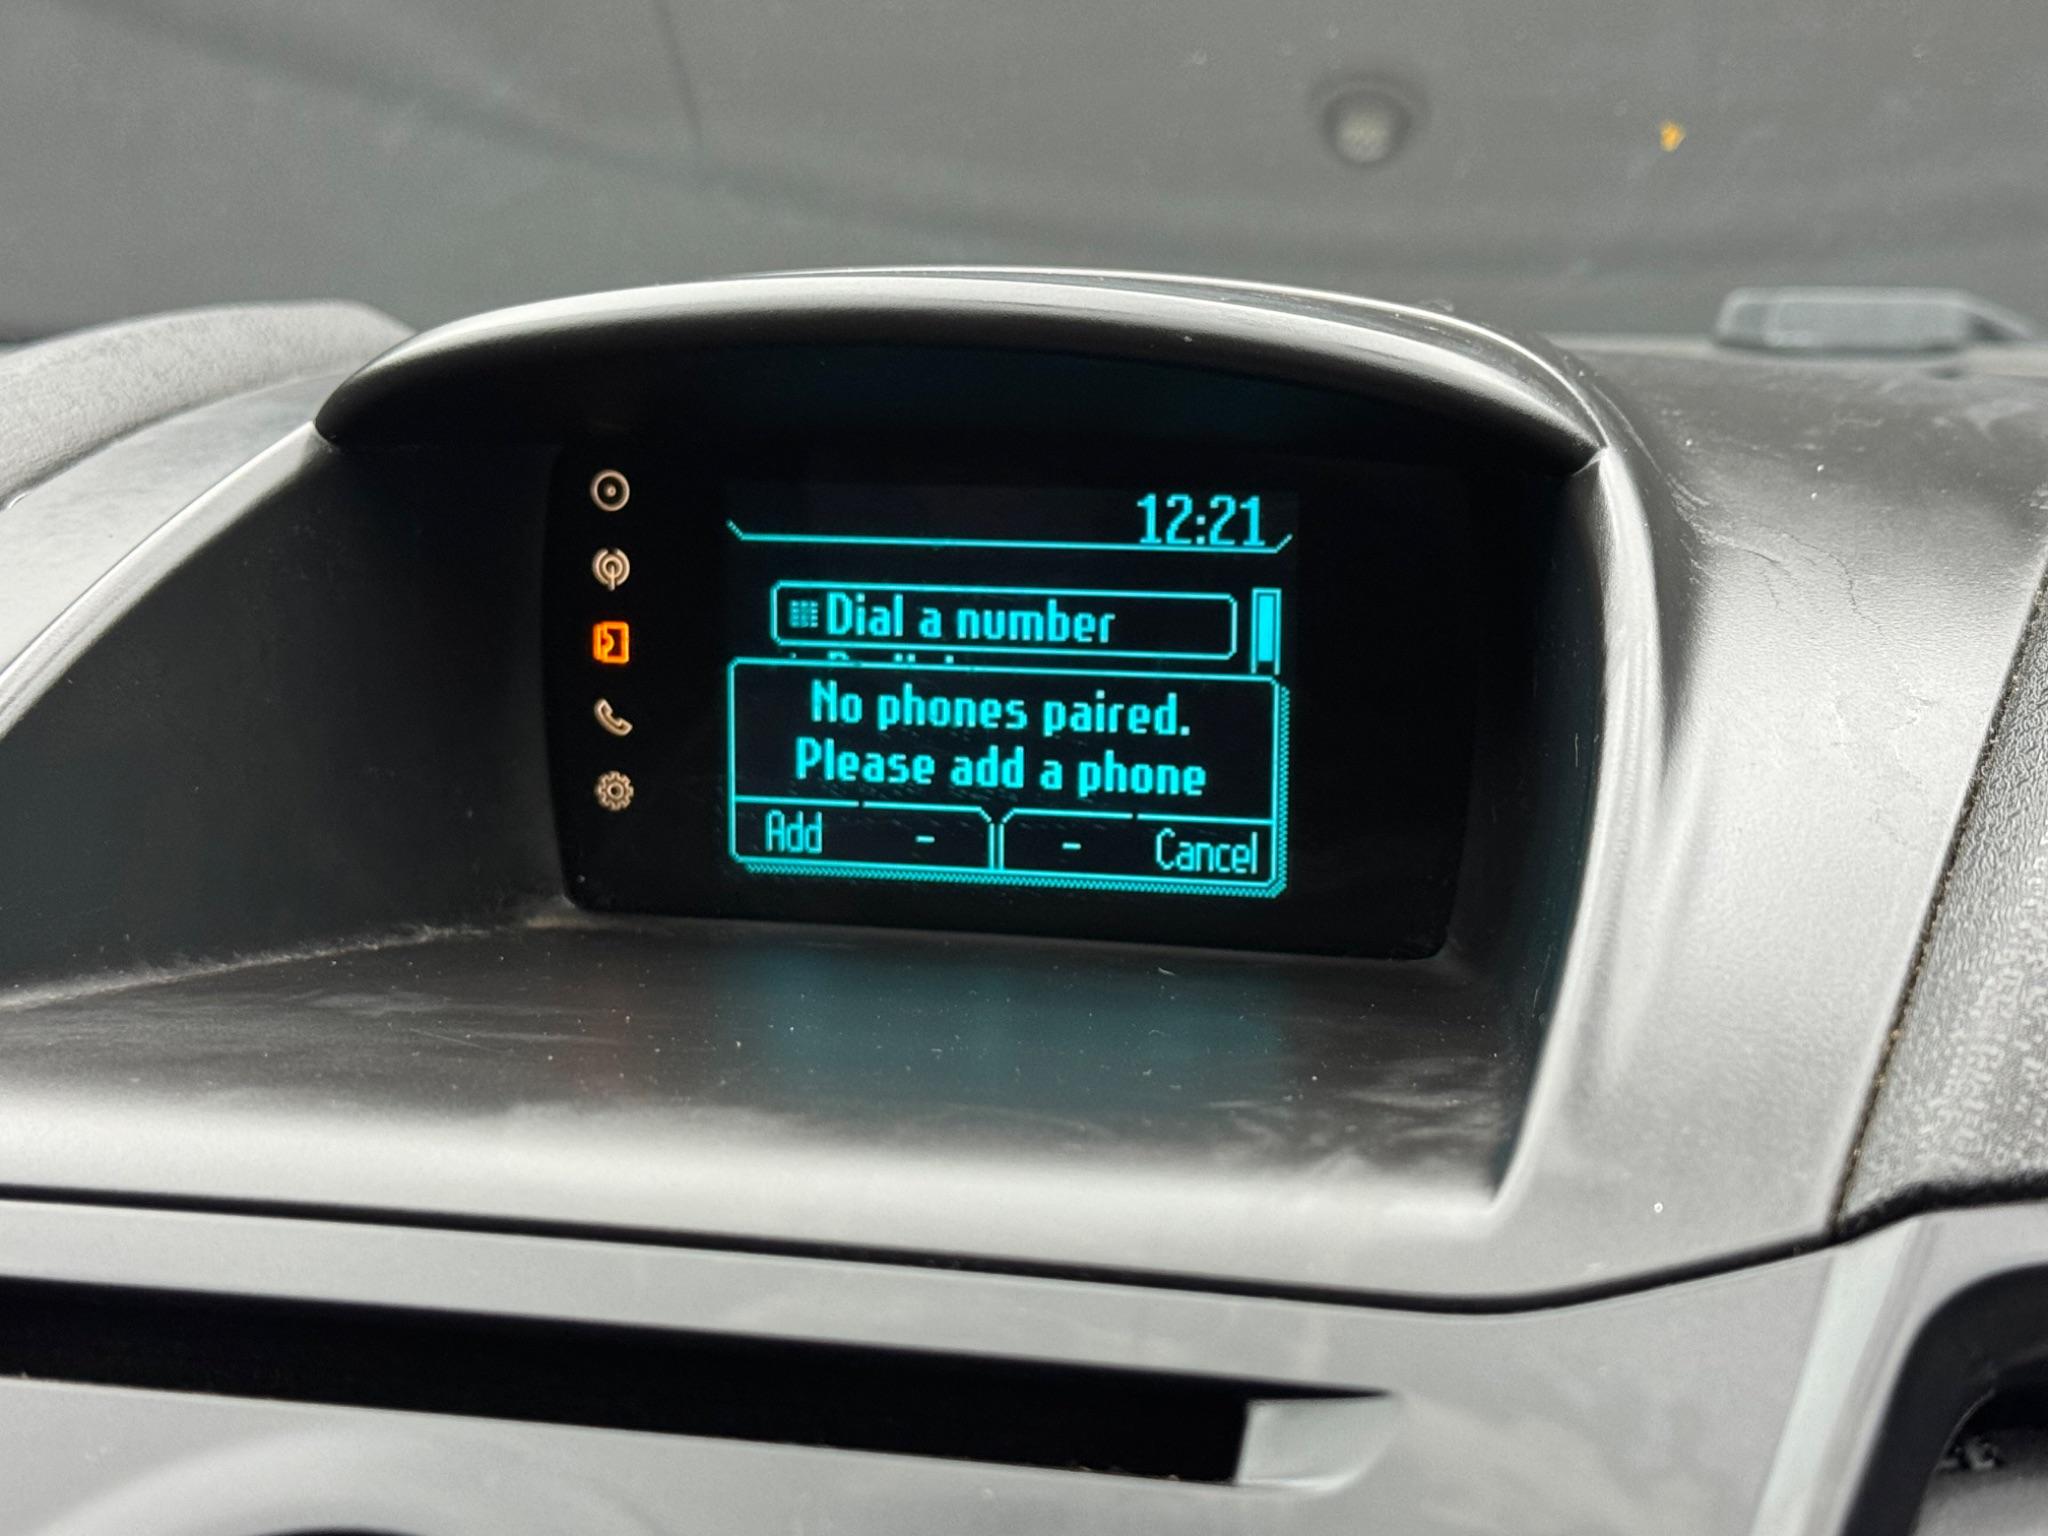 12:21
Dial a number
No phones paired.
Please add a phone
Add - - Cancel